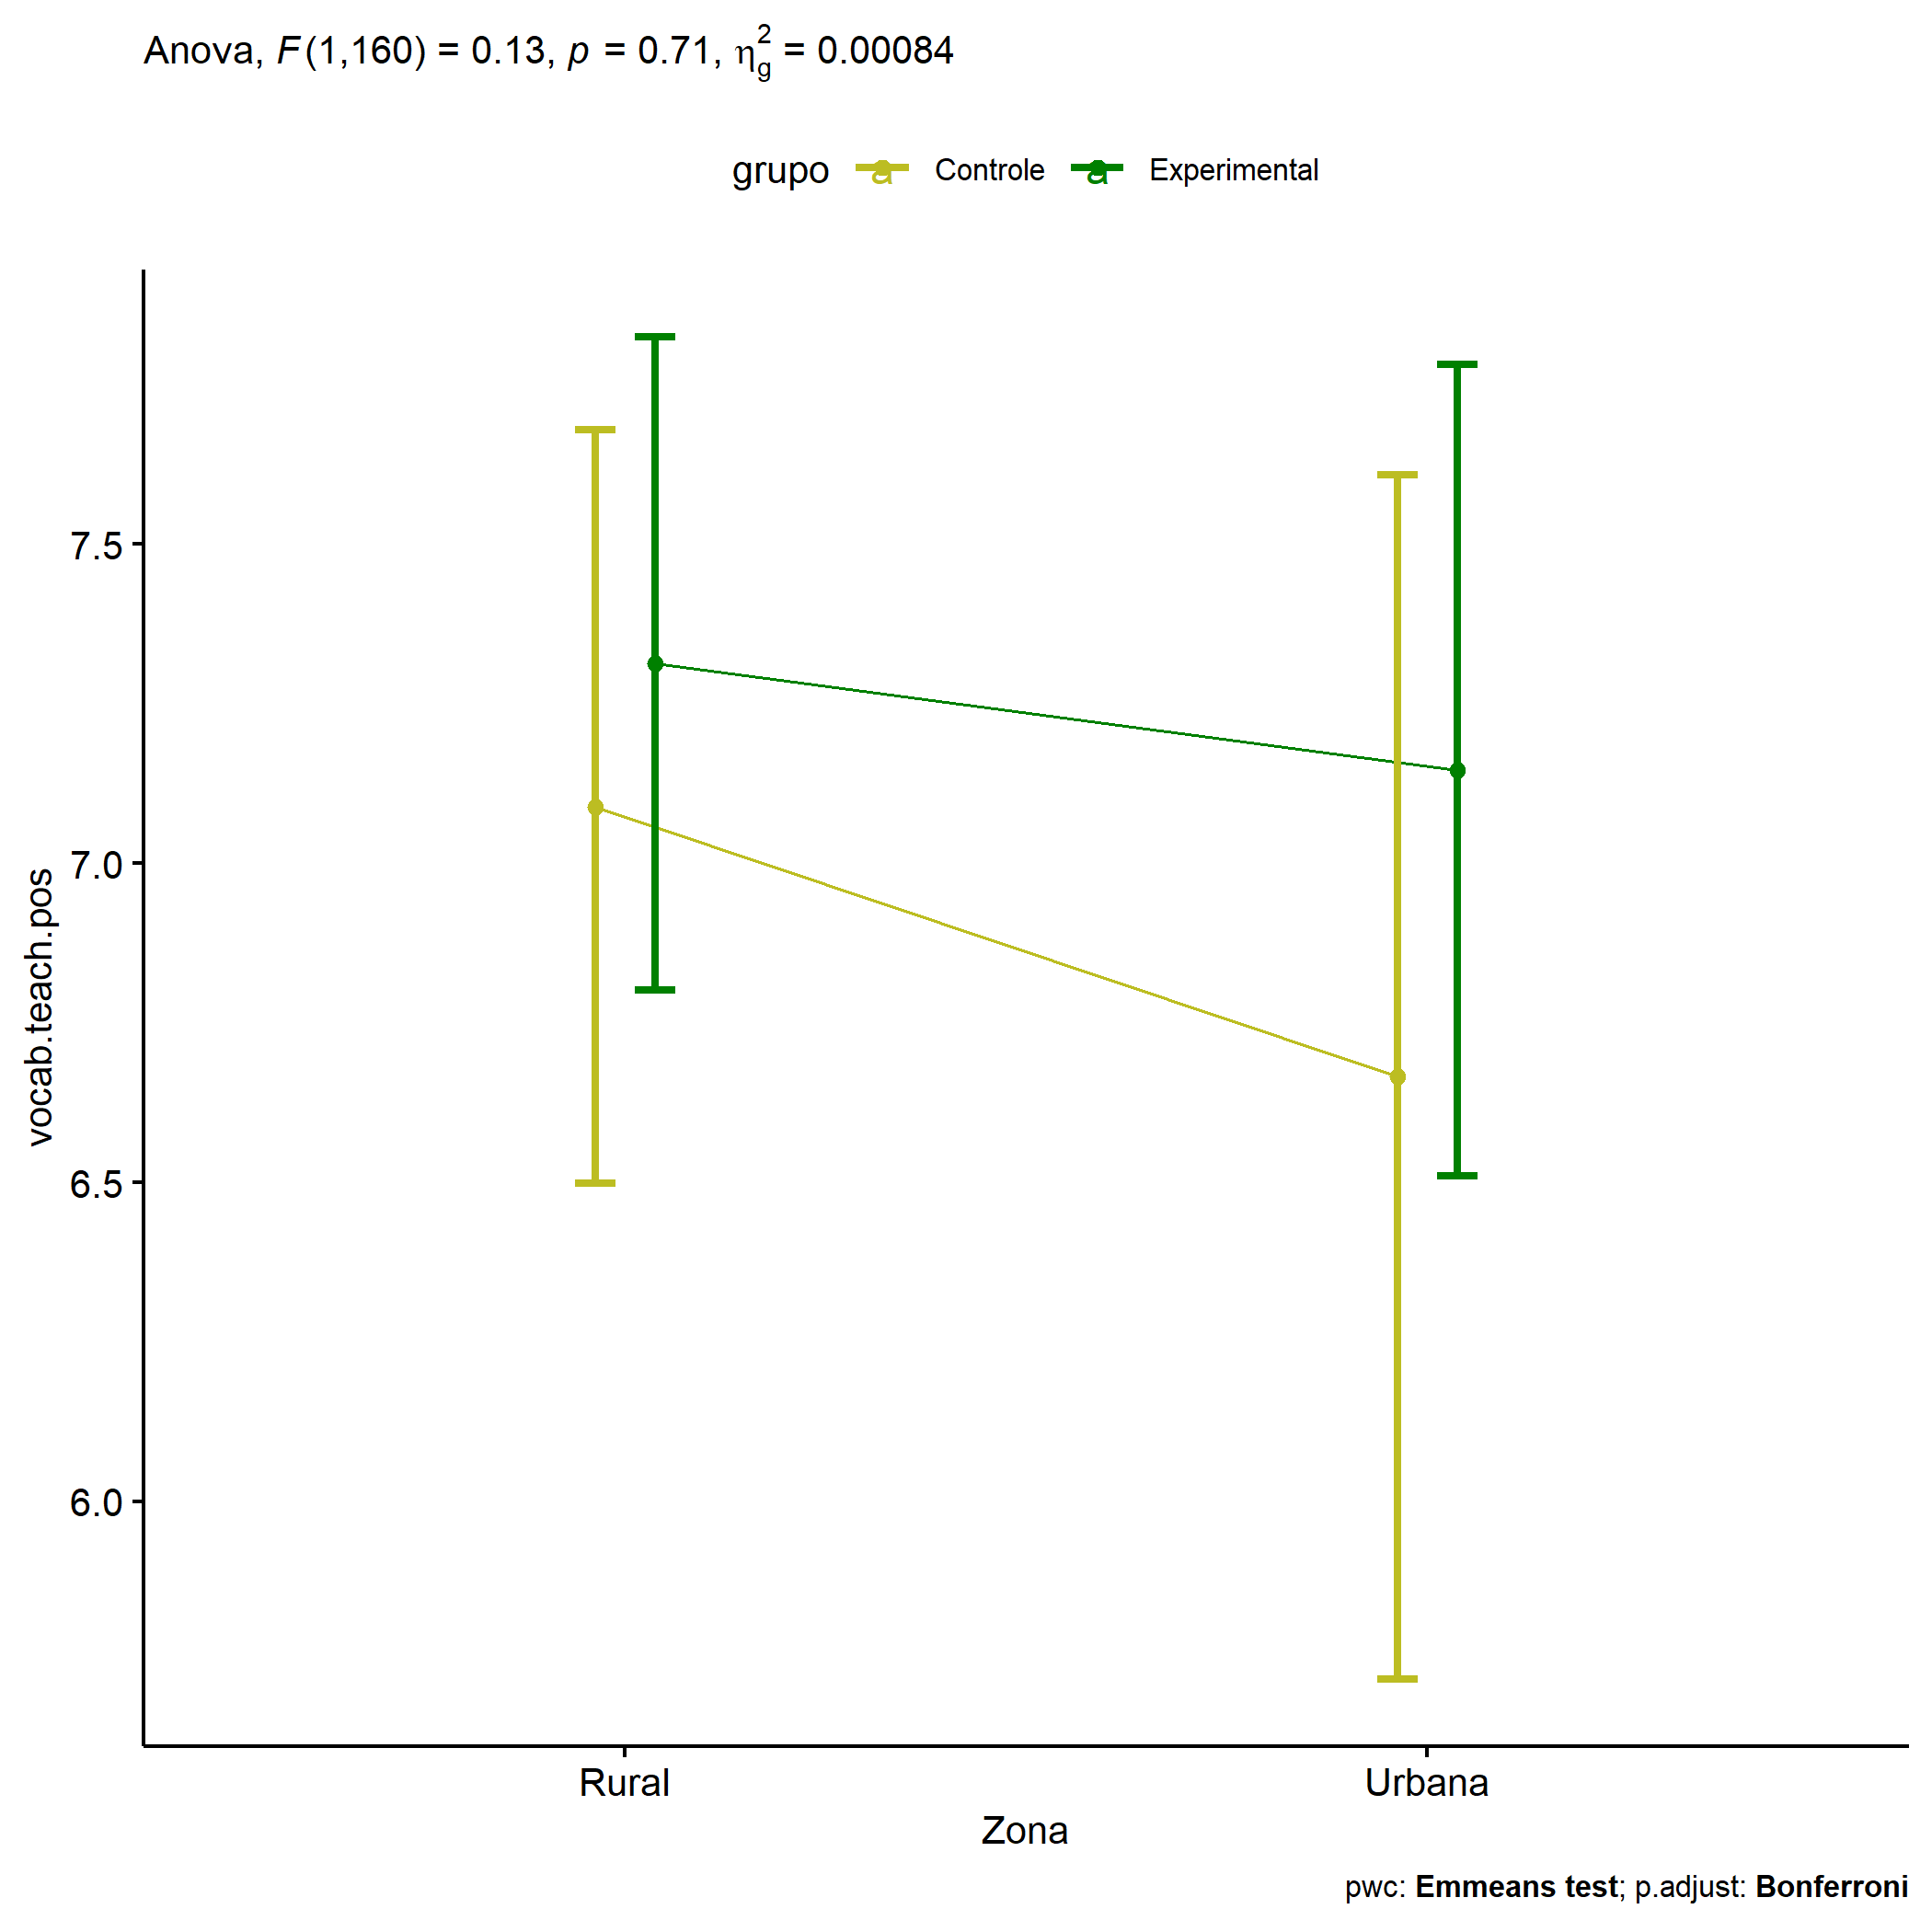 Anova, F(1,160) = 0.13, p = 0.71, η²g = 0.00084
grupo a Controle a Experimental
7.5
7.0
6.5
6.0
vocab.teach.pos
Rural Urbana
Zona
pwc: Emmeans test; p.adjust: Bonferroni